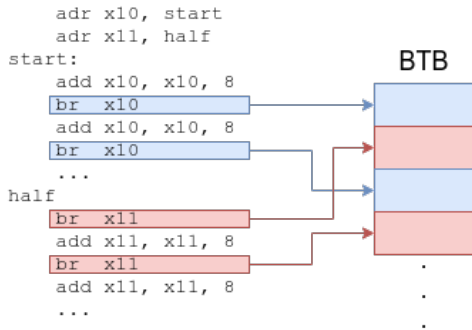 adr x10, start
adr x11, half
start:
BTB
add x10, x10, 8
br x10
add x10, x10, 8
br x10
...
half
br x11
add x11, x11, 8
br x11
add x11, x11, 8
...
.
.
.